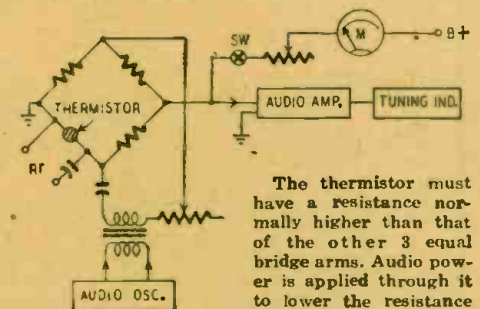 SW
M
B+
THERMISTOR
AUDIO AMP.
TUNING IND.
RF
AUDIO OSC.
The thermistor must
have a resistance nor-
mally higher than that
of the other 3 equal
bridge arms. Audio pow-
er is applied through it
to lower the resistance